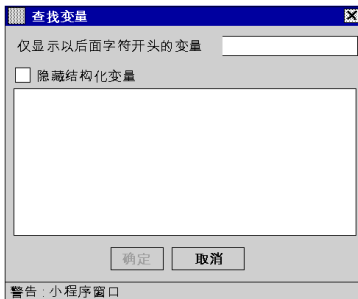 查找变量
仅显示以后面字符开头的变量
隐藏结构化变量
确定
取消
警告:小程序窗口